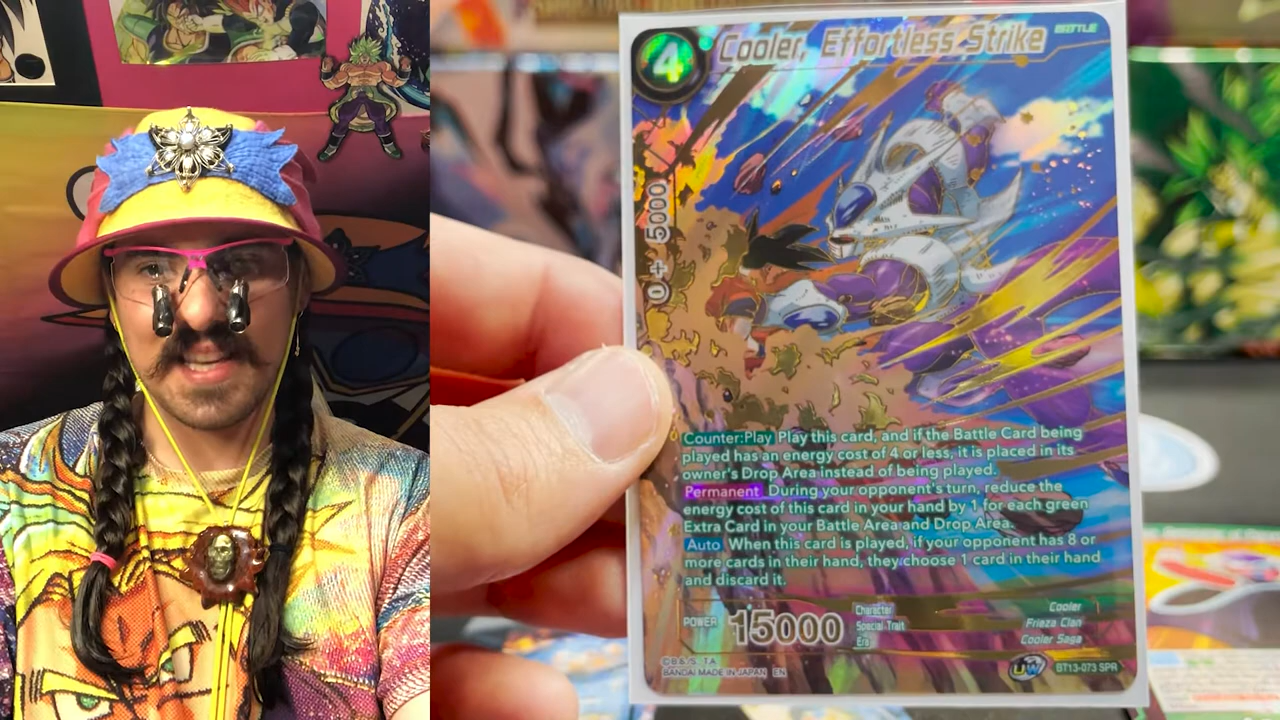 4
Cooler, Effortless Strike
BATTLE
0 + 5000
Counter:Play Play this card, and if the Battle Card being
played has an energy cost of 4 or less, it is placed in its
owner's Drop Area instead of being played.
Permanent During your opponent's turn, reduce the
energy cost of this card in your hand by 1 for each green
Extra Card in your Battle Area and Drop Area.
Auto When this card is played, if your opponent has 8 or
more cards in their hand, they choose 1 card in their hand
and discard it.
POWER 15000
Character Cooler
Special Trait Frieza Clan
Era Cooler Saga
©B.S./S. T.A.
BANDAI MADE IN JAPAN EN
UW BT13-073 SPR